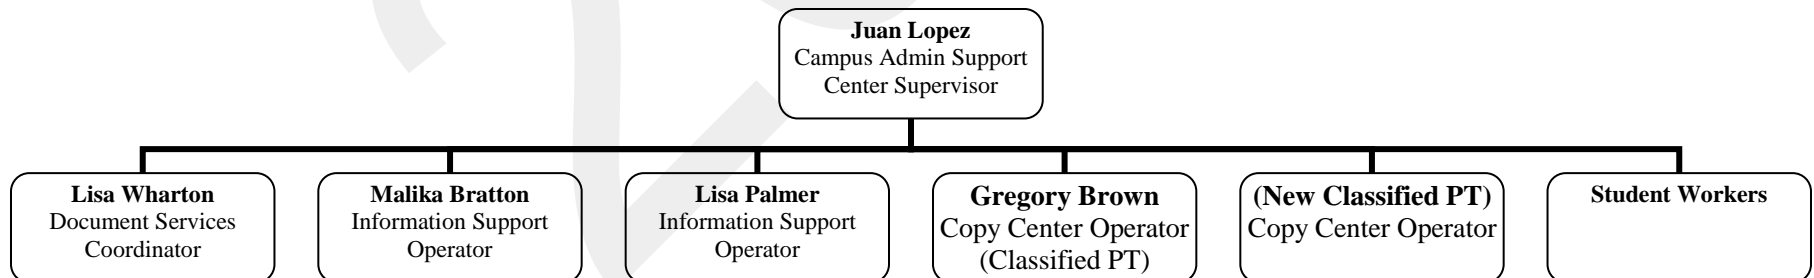 Juan Lopez
Campus Admin Support
Center Supervisor
Lisa Wharton
Document Services
Coordinator
Malika Bratton
Information Support
Operator
Lisa Palmer
Information Support
Operator
Gregory Brown
Copy Center Operator
(Classified PT)
(New Classified PT)
Copy Center Operator
Student Workers